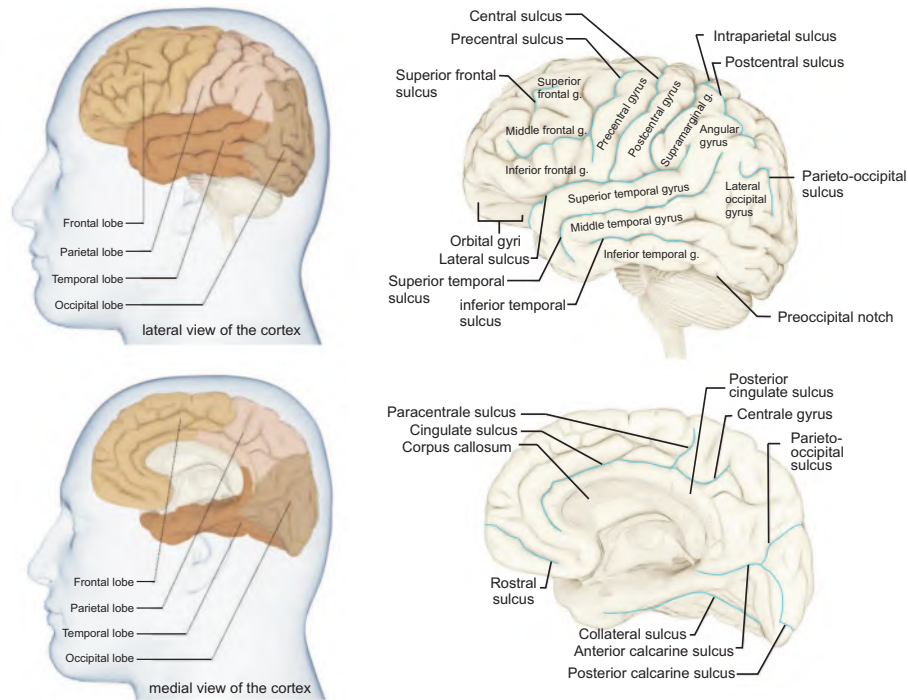 Frontal lobe
Parietal lobe
Temporal lobe
Occipital lobe
lateral view of the cortex
Central sulcus
Precentral sulcus
Superior frontal
sulcus
Intraparietal sulcus
Postcentral sulcus
Superior
frontal g.
Middle frontal g.
Inferior frontal g.
Precentral gyrus
Postcentral gyrus
Supramarginal g.
Angular
gyrus
Parieto-occipital
sulcus
Superior temporal gyrus
Lateral
occipital
gyrus
Middle temporal gyrus
Inferior temporal g.
Orbital gyri
Lateral sulcus
Superior temporal
sulcus
inferior temporal
sulcus
Preoccipital notch
Frontal lobe
Parietal lobe
Temporal lobe
Occipital lobe
medial view of the cortex
Posterior
cingulate sulcus
Paracentrale sulcus
Cingulate sulcus
Corpus callosum
Centrale gyrus
Parieto-
occipital
sulcus
Rostral
sulcus
Collateral sulcus
Anterior calcarine sulcus
Posterior calcarine sulcus